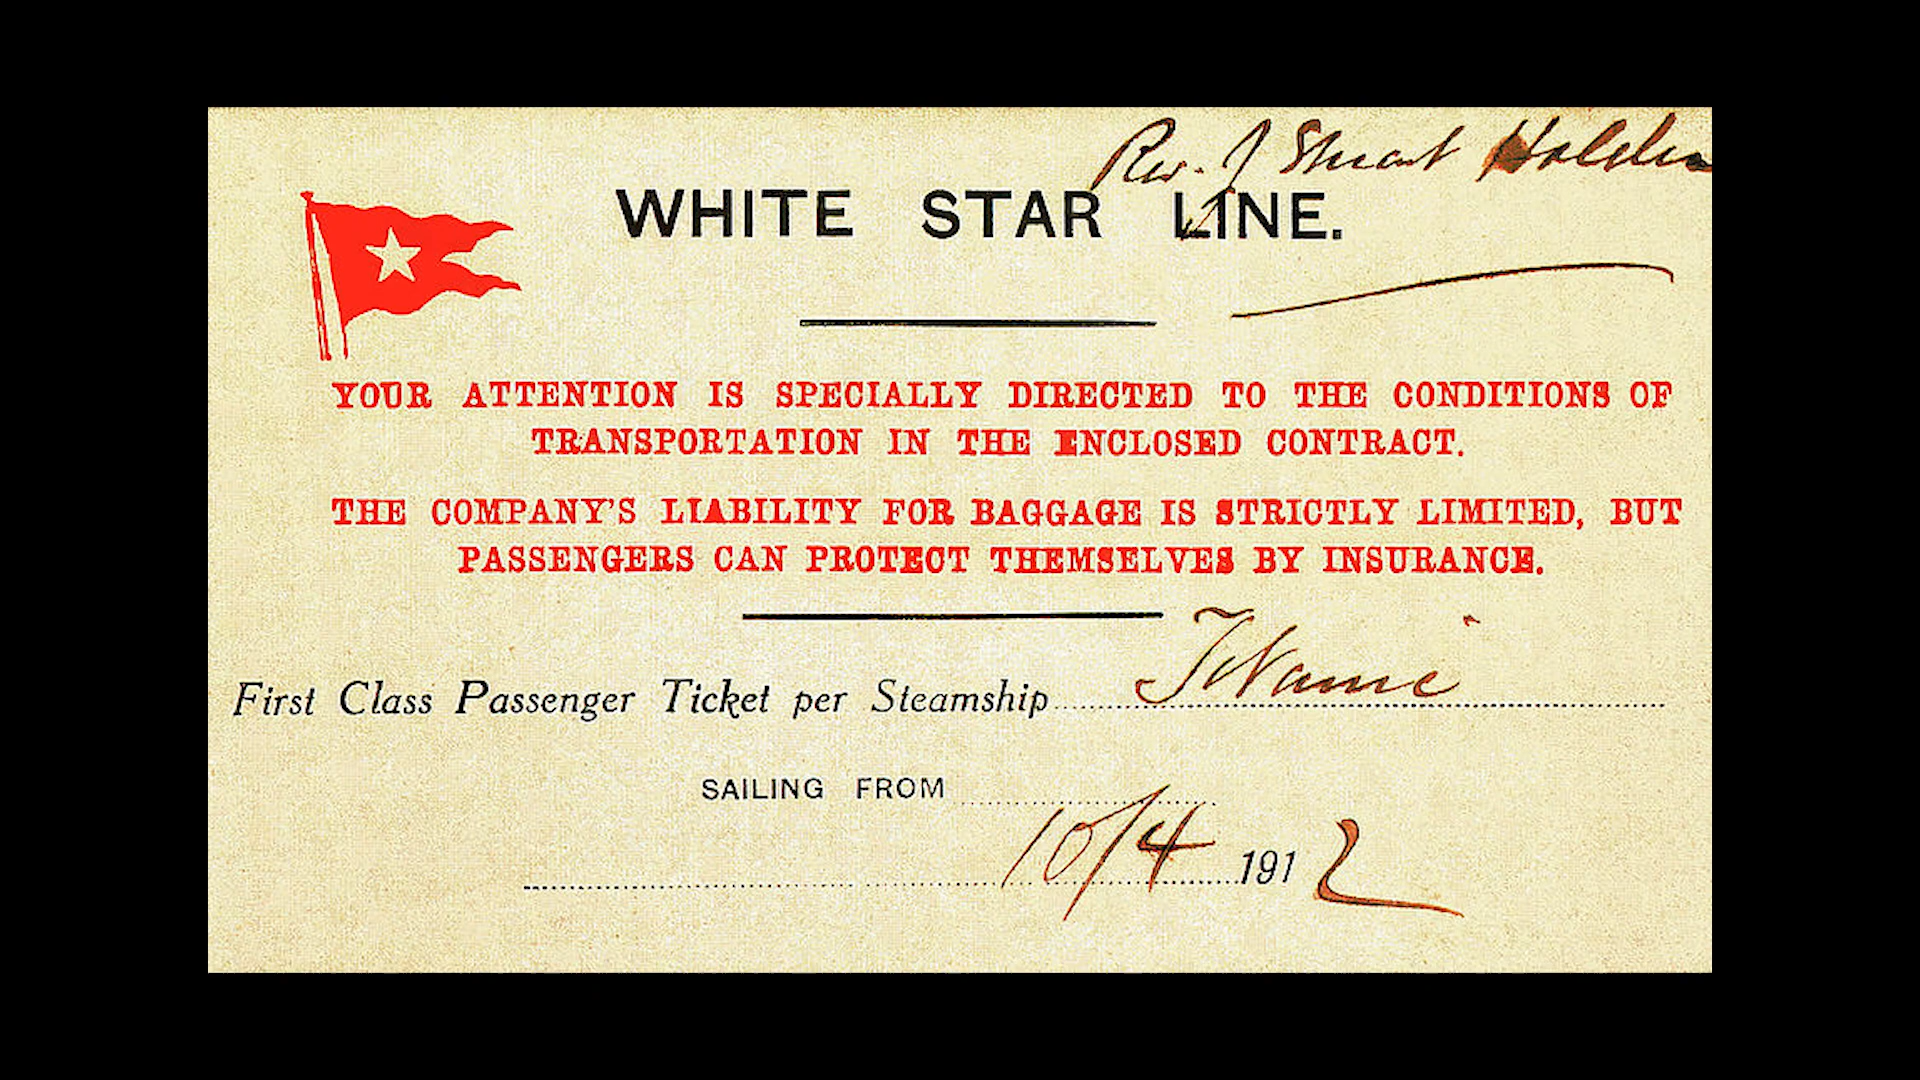 Rev. J Stuart Holden
WHITE STAR LINE.
YOUR ATTENTION IS SPECIALLY DIRECTED TO THE CONDITIONS OF
TRANSPORTATION IN THE ENCLOSED CONTRACT.
THE COMPANY'S LIABILITY FOR BAGGAGE IS STRICTLY LIMITED, BUT
PASSENGERS CAN PROTECT THEMSELVES BY INSURANCE.
First Class Passenger Ticket per Steamship Titanic
SAILING FROM
10/4 1912